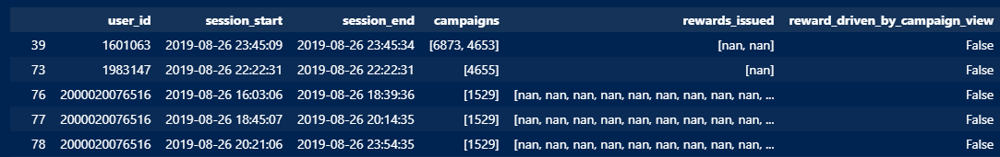 user_id session_start session_end campaigns rewards_issued reward_driven_by_campaign_view
39 1601063 2019-08-26 23:45:09 2019-08-26 23:45:34 [6873, 4653] [nan, nan] False
73 1983147 2019-08-26 22:22:31 2019-08-26 22:22:31 [4655] [nan] False
76 2000020076516 2019-08-26 16:03:06 2019-08-26 18:39:36 [1529] [nan, nan, nan, nan, nan, nan, nan, nan, nan, ... False
77 2000020076516 2019-08-26 18:45:07 2019-08-26 20:14:35 [1529] [nan, nan, nan, nan, nan, nan, nan, nan, nan, ... False
78 2000020076516 2019-08-26 20:21:06 2019-08-26 23:54:35 [1529] [nan, nan, nan, nan, nan, nan, nan, nan, nan, ... False